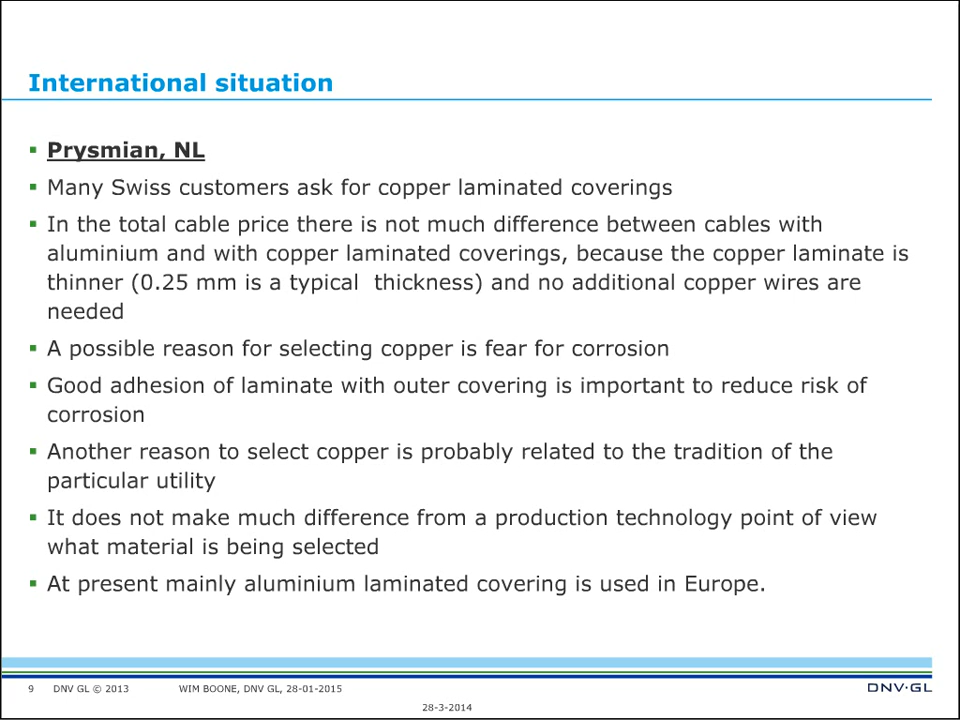 International situation
▪ Prysmian, NL
▪ Many Swiss customers ask for copper laminated coverings
▪ In the total cable price there is not much difference between cables with
aluminium and with copper laminated coverings, because the copper laminate is
thinner (0.25 mm is a typical  thickness) and no additional copper wires are
needed
▪ A possible reason for selecting copper is fear for corrosion
▪ Good adhesion of laminate with outer covering is important to reduce risk of
corrosion
▪ Another reason to select copper is probably related to the tradition of the
particular utility
▪ It does not make much difference from a production technology point of view
what material is being selected
▪ At present mainly aluminium laminated covering is used in Europe.
9 DNV GL © 2013 WIM BOONE, DNV GL, 28-01-2015 DNV·GL
28-3-2014